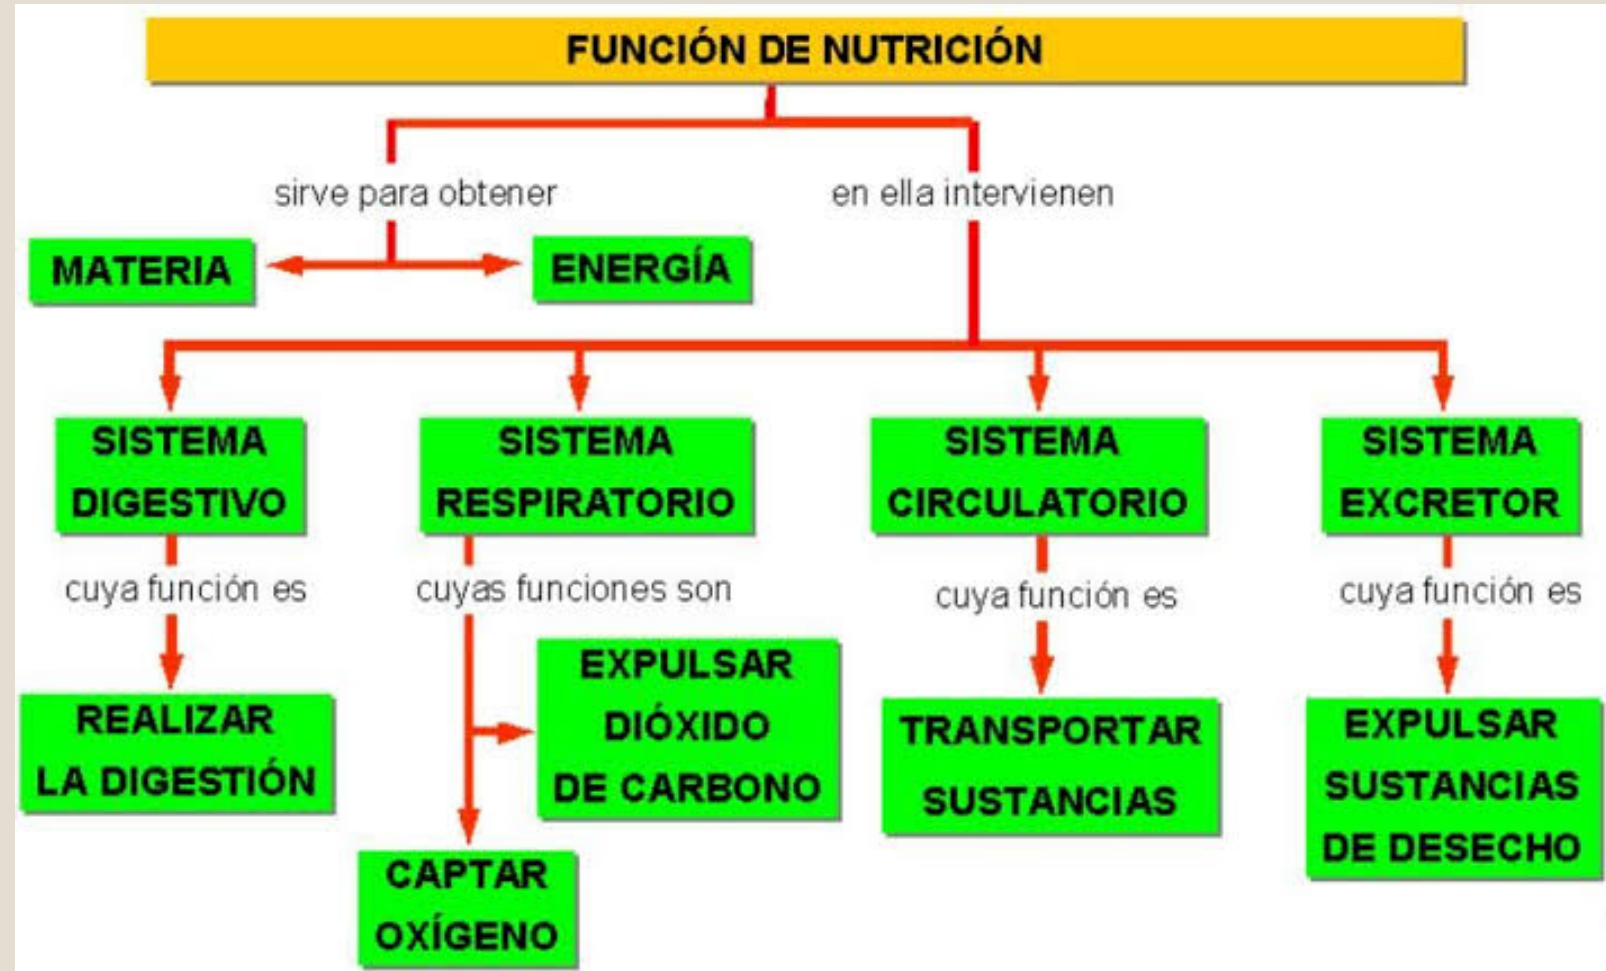 FUNCIÓN DE NUTRICIÓN
sirve para obtener
en ella intervienen
MATERIA
ENERGÍA
SISTEMA
DIGESTIVO
SISTEMA
RESPIRATORIO
SISTEMA
CIRCULATORIO
SISTEMA
EXCRETOR
cuya función es
cuyas funciones son
cuya función es
cuya función es
REALIZAR
LA DIGESTIÓN
EXPULSAR
DIÓXIDO
DE CARBONO
CAPTAR
OXÍGENO
TRANSPORTAR
SUSTANCIAS
EXPULSAR
SUSTANCIAS
DE DESECHO